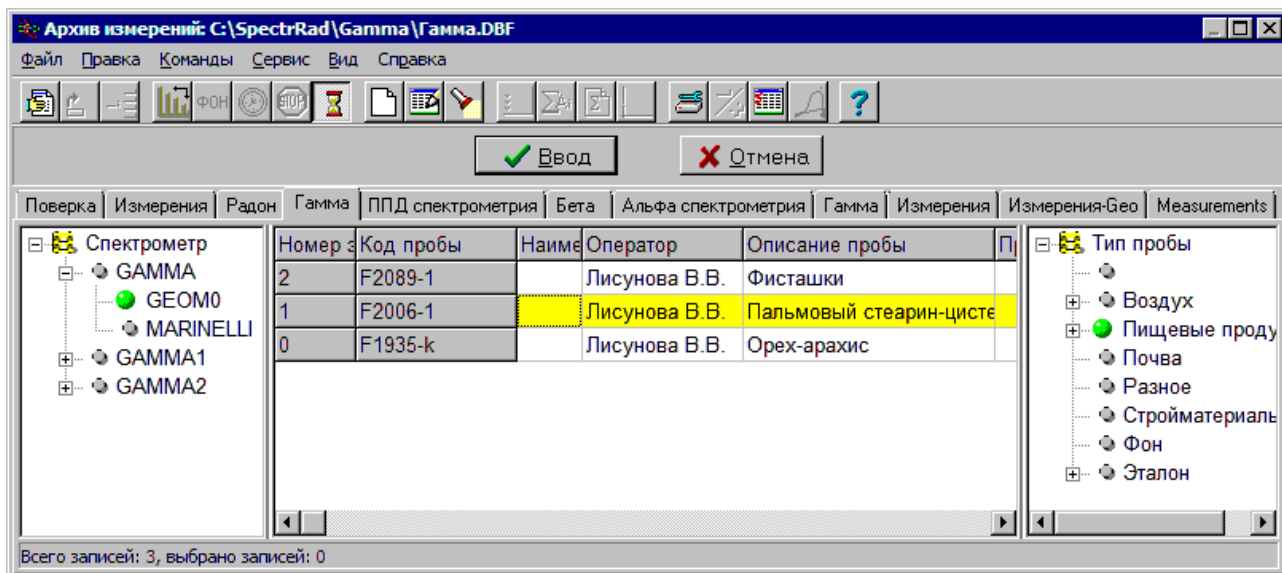 Архив измерений: C:\SpectrRad\Gamma\Гамма.DBF
Файл Правка Команды Сервис Вид Справка
ФОН STOP ΣAi Σ ?
Ввод Отмена
Поверка Измерения Радон Гамма ППД спектрометрия Бета Альфа спектрометрия Гамма Измерения Измерения-Geo Measurements
Спектрометр
GAMMA
GEOM0
MARINELLI
GAMMA1
GAMMA2
Номер з Код пробы Наиме Оператор Описание пробы Пр
2 F2089-1 Лисунова В.В. Фисташки
1 F2006-1 Лисунова В.В. Пальмовый стеарин-цисте
0 F1935-k Лисунова В.В. Орех-арахис
Тип пробы
Воздух
Пищевые проду
Почва
Разное
Стройматериаль
Фон
Эталон
Всего записей: 3, выбрано записей: 0